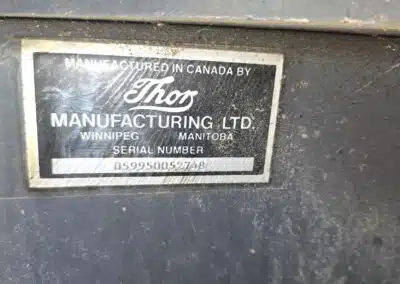 MANUFACTURED IN CANADA BY
Thor
MANUFACTURING LTD.
WINNIPEG MANITOBA
SERIAL NUMBER
059950052748